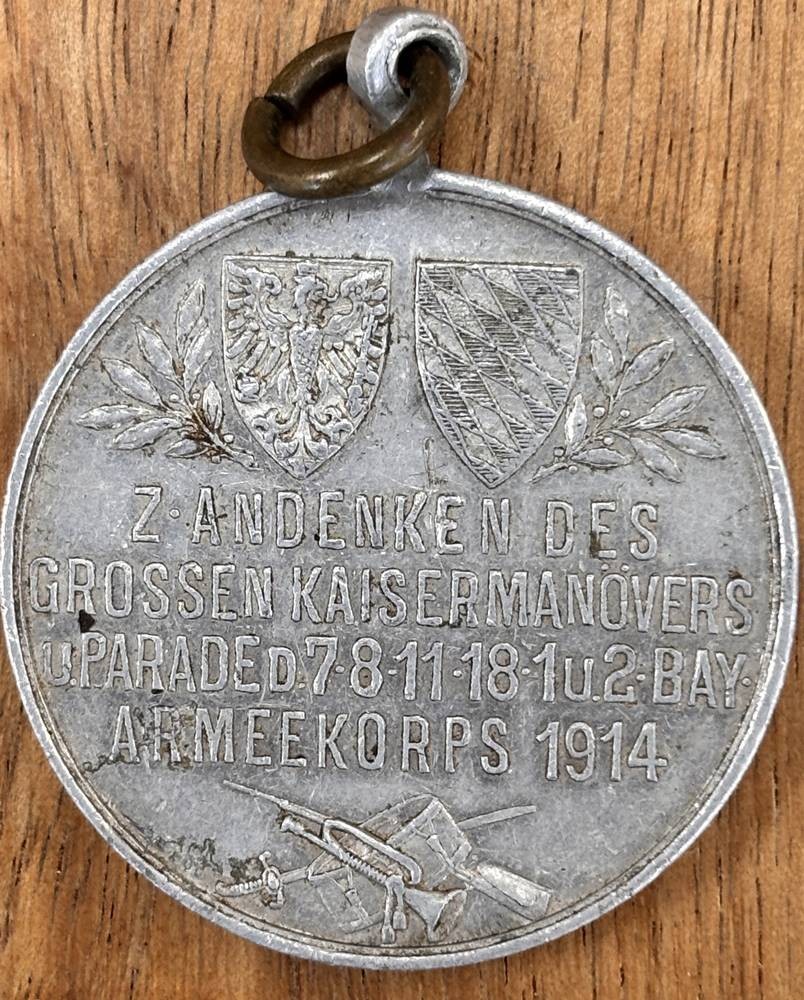 Z·ANDENKEN DES
GROSSEN KAISERMANÖVERS
u.PARADE D.7·8·11·18·1u.2·BAY·
ARMEEKORPS 1914